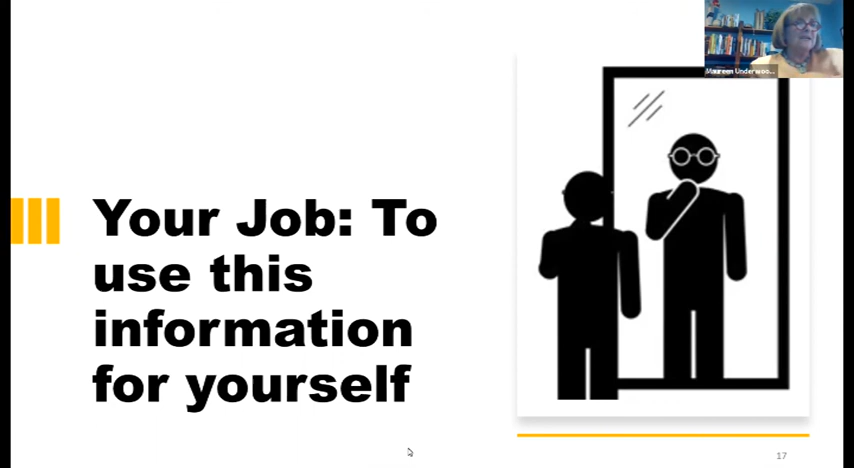 Maureen Underwoo...
Your Job: To
use this
information
for yourself
17